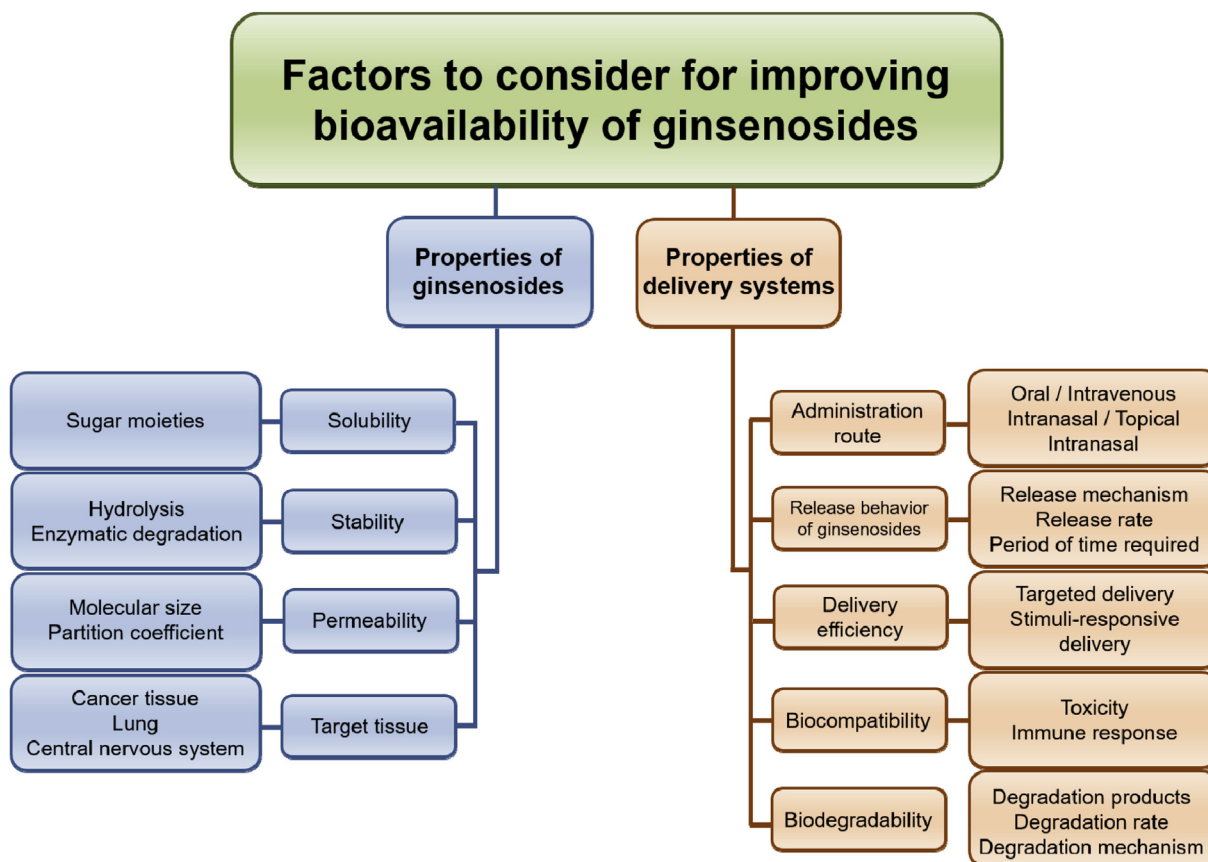 Factors to consider for improving
bioavailability of ginsenosides
Properties of
ginsenosides
Sugar moieties
Solubility
Hydrolysis
Enzymatic degradation
Stability
Molecular size
Partition coefficient
Permeability
Cancer tissue
Lung
Central nervous system
Target tissue
Properties of
delivery systems
Administration
route
Oral / Intravenous
Intranasal / Topical
Intranasal
Release behavior
of ginsenosides
Release mechanism
Release rate
Period of time required
Delivery
efficiency
Targeted delivery
Stimuli-responsive
delivery
Biocompatibility
Toxicity
Immune response
Biodegradability
Degradation products
Degradation rate
Degradation mechanism